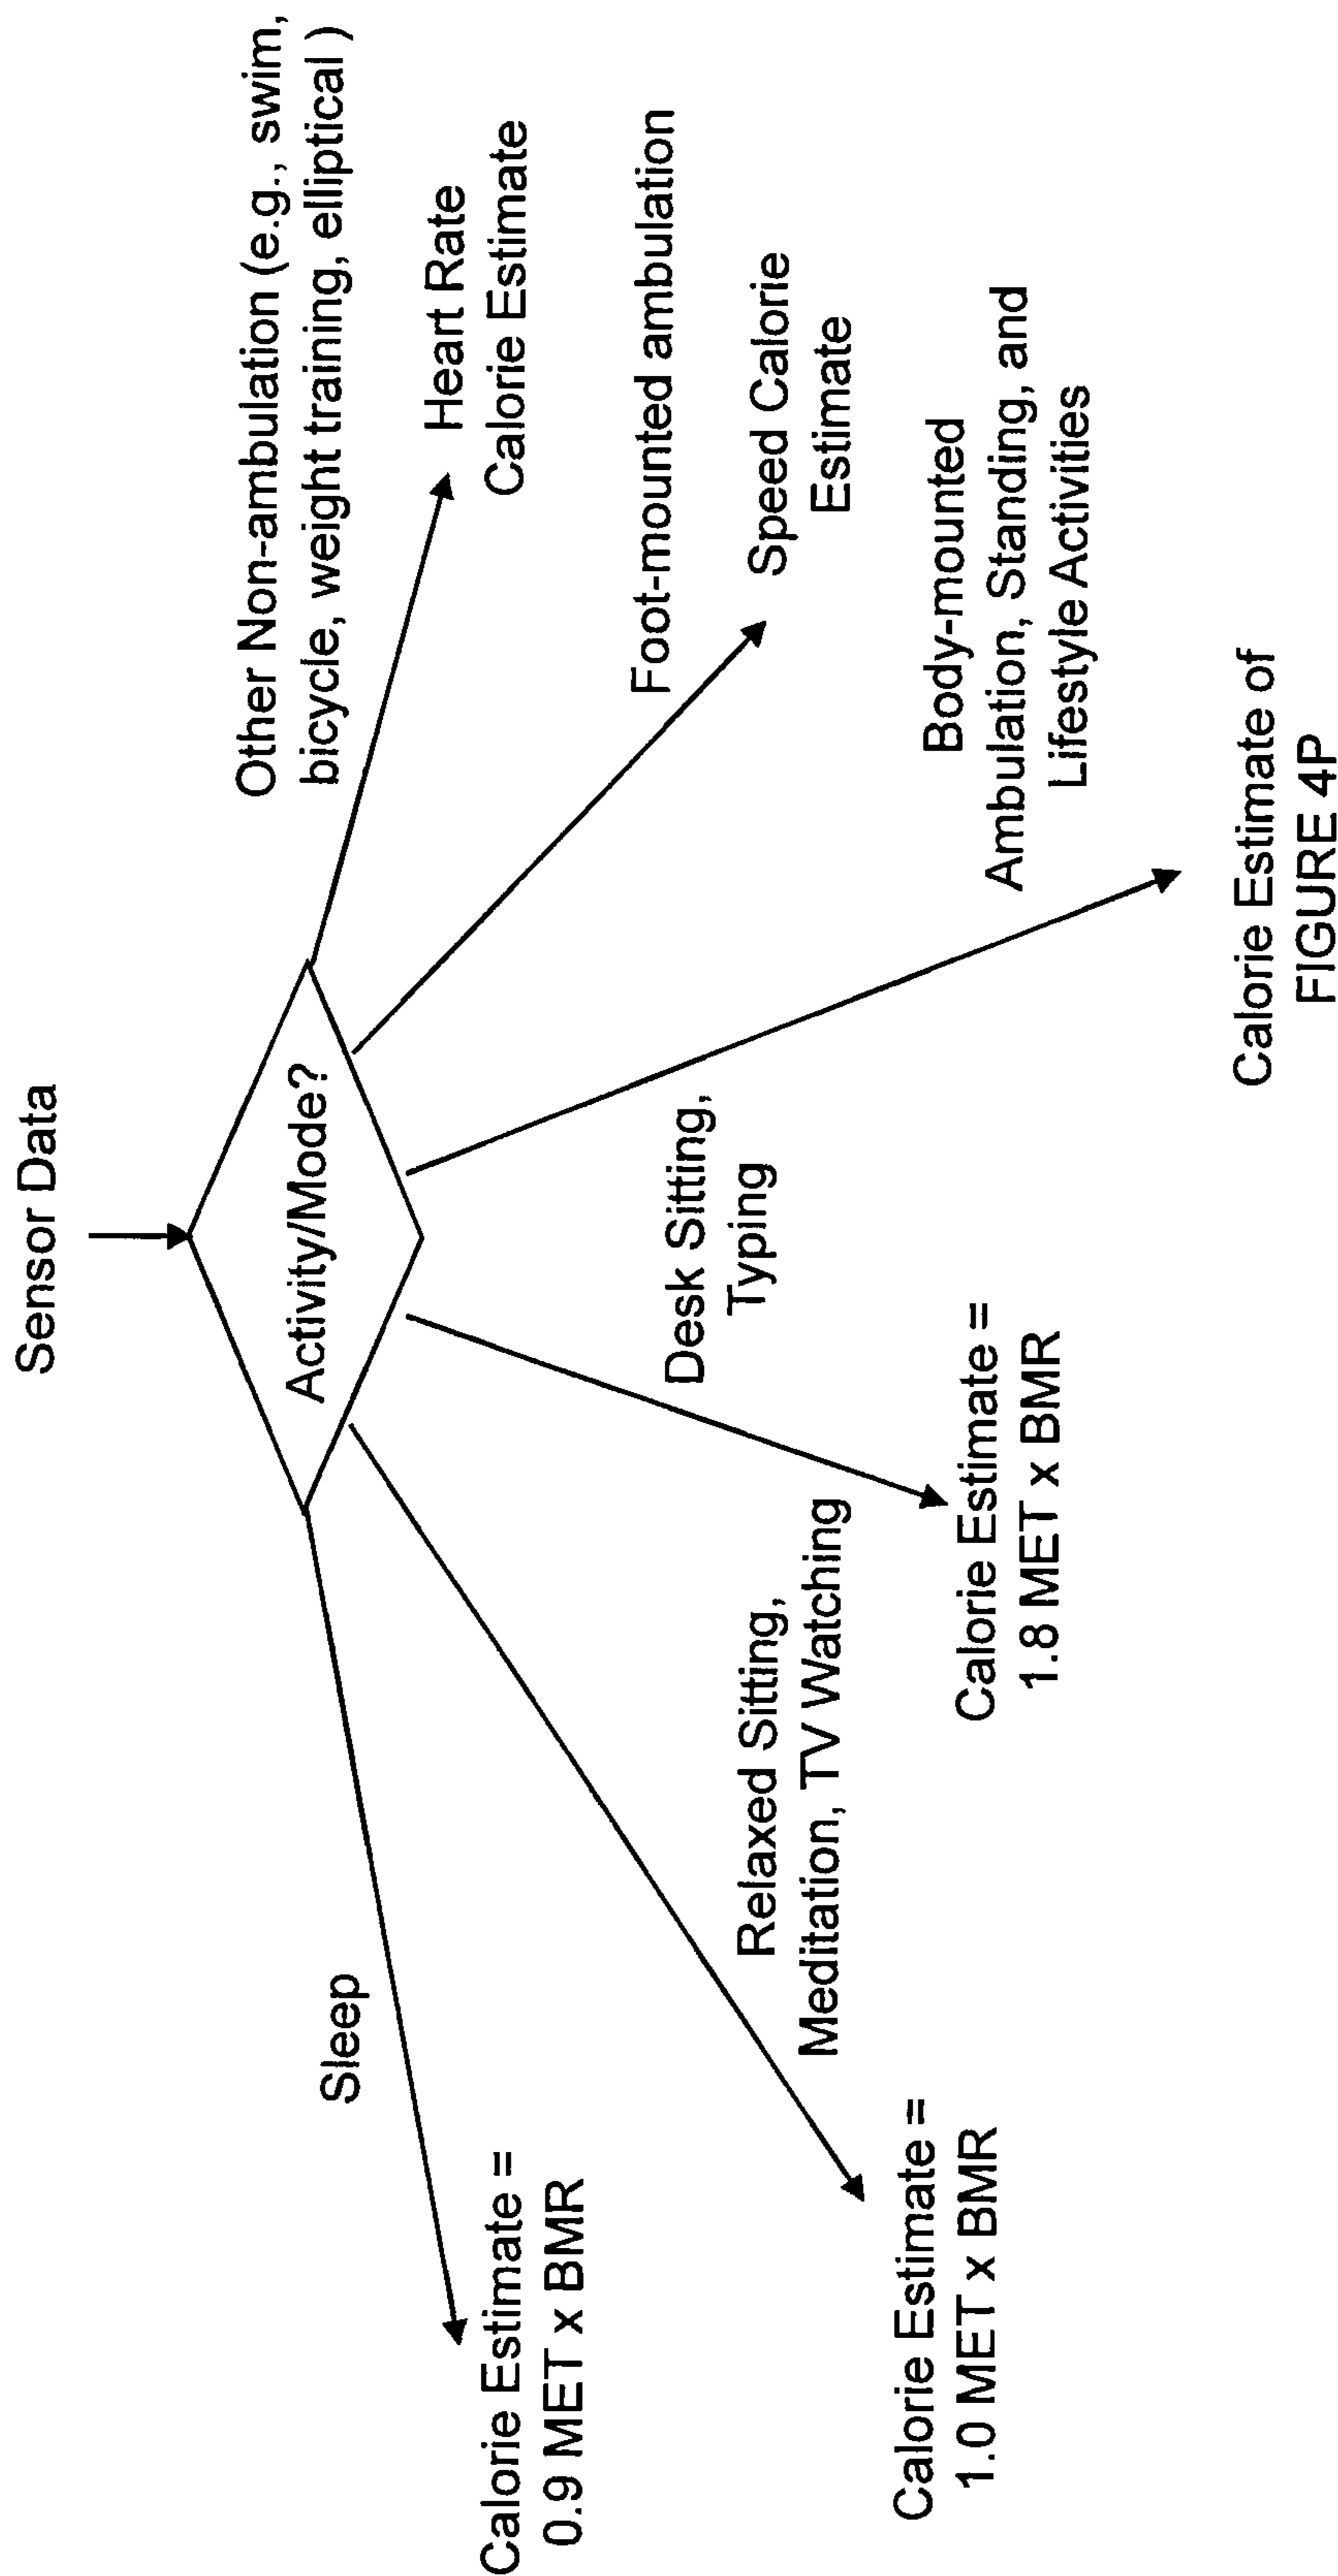 Sensor Data
Activity/Mode?
Sleep
Calorie Estimate =
0.9 MET x BMR
Relaxed Sitting,
Meditation, TV Watching
Calorie Estimate =
1.0 MET x BMR
Desk Sitting,
Typing
Calorie Estimate =
1.8 MET x BMR
Body-mounted
Ambulation, Standing, and
Lifestyle Activities
Calorie Estimate of
FIGURE 4P
Foot-mounted ambulation
Speed Calorie
Estimate
Other Non-ambulation (e.g., swim,
bicycle, weight training, elliptical )
Heart Rate
Calorie Estimate